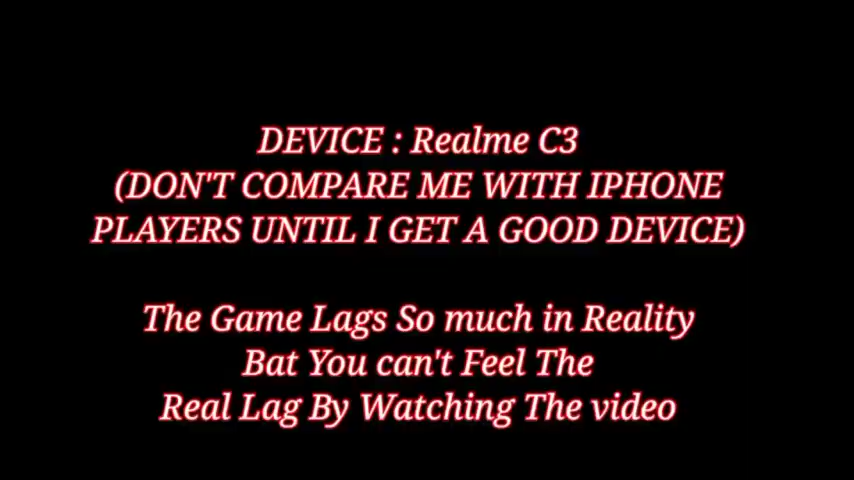 DEVICE : Realme C3
(DON'T COMPARE ME WITH IPHONE
PLAYERS UNTIL I GET A GOOD DEVICE)
The Game Lags So much in Reality
Bat You can't Feel The
Real Lag By Watching The video